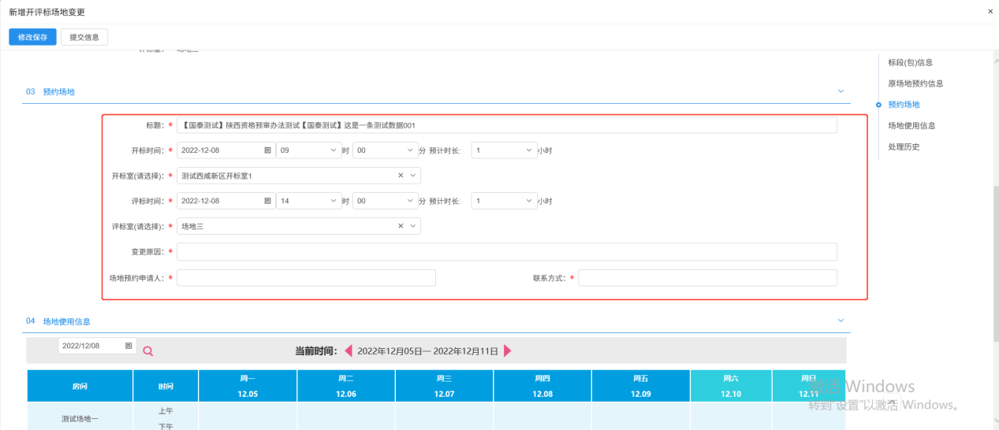 新增开评标场地变更
×
修改保存 提交信息
标段(包)信息
03 预约场地
原场地预约信息
预约场地
场地使用信息
处理历史
标题: * 【国泰测试】陕西资格预审办法测试【国泰测试】这是一条测试数据001
开标时间: * 2022-12-08 09 时 00 分 预计时长: 1 小时
开标室(请选择): * 测试西咸新区开标室1
评标时间: * 2022-12-08 14 时 00 分 预计时长: 1 小时
评标室(请选择): * 场地三
变更原因: *
场地预约申请人: * 联系方式: *
04 场地使用信息
2022/12/08 当前时间: 2022年12月05日— 2022年12月11日
房间 时间 周一 周二 周三 周四 周五 周六 周日
12.05 12.06 12.07 12.08 12.09 12.10 12.11
激活 Windows
转到"设置"以激活 Windows。
测试场地一 上午
下午